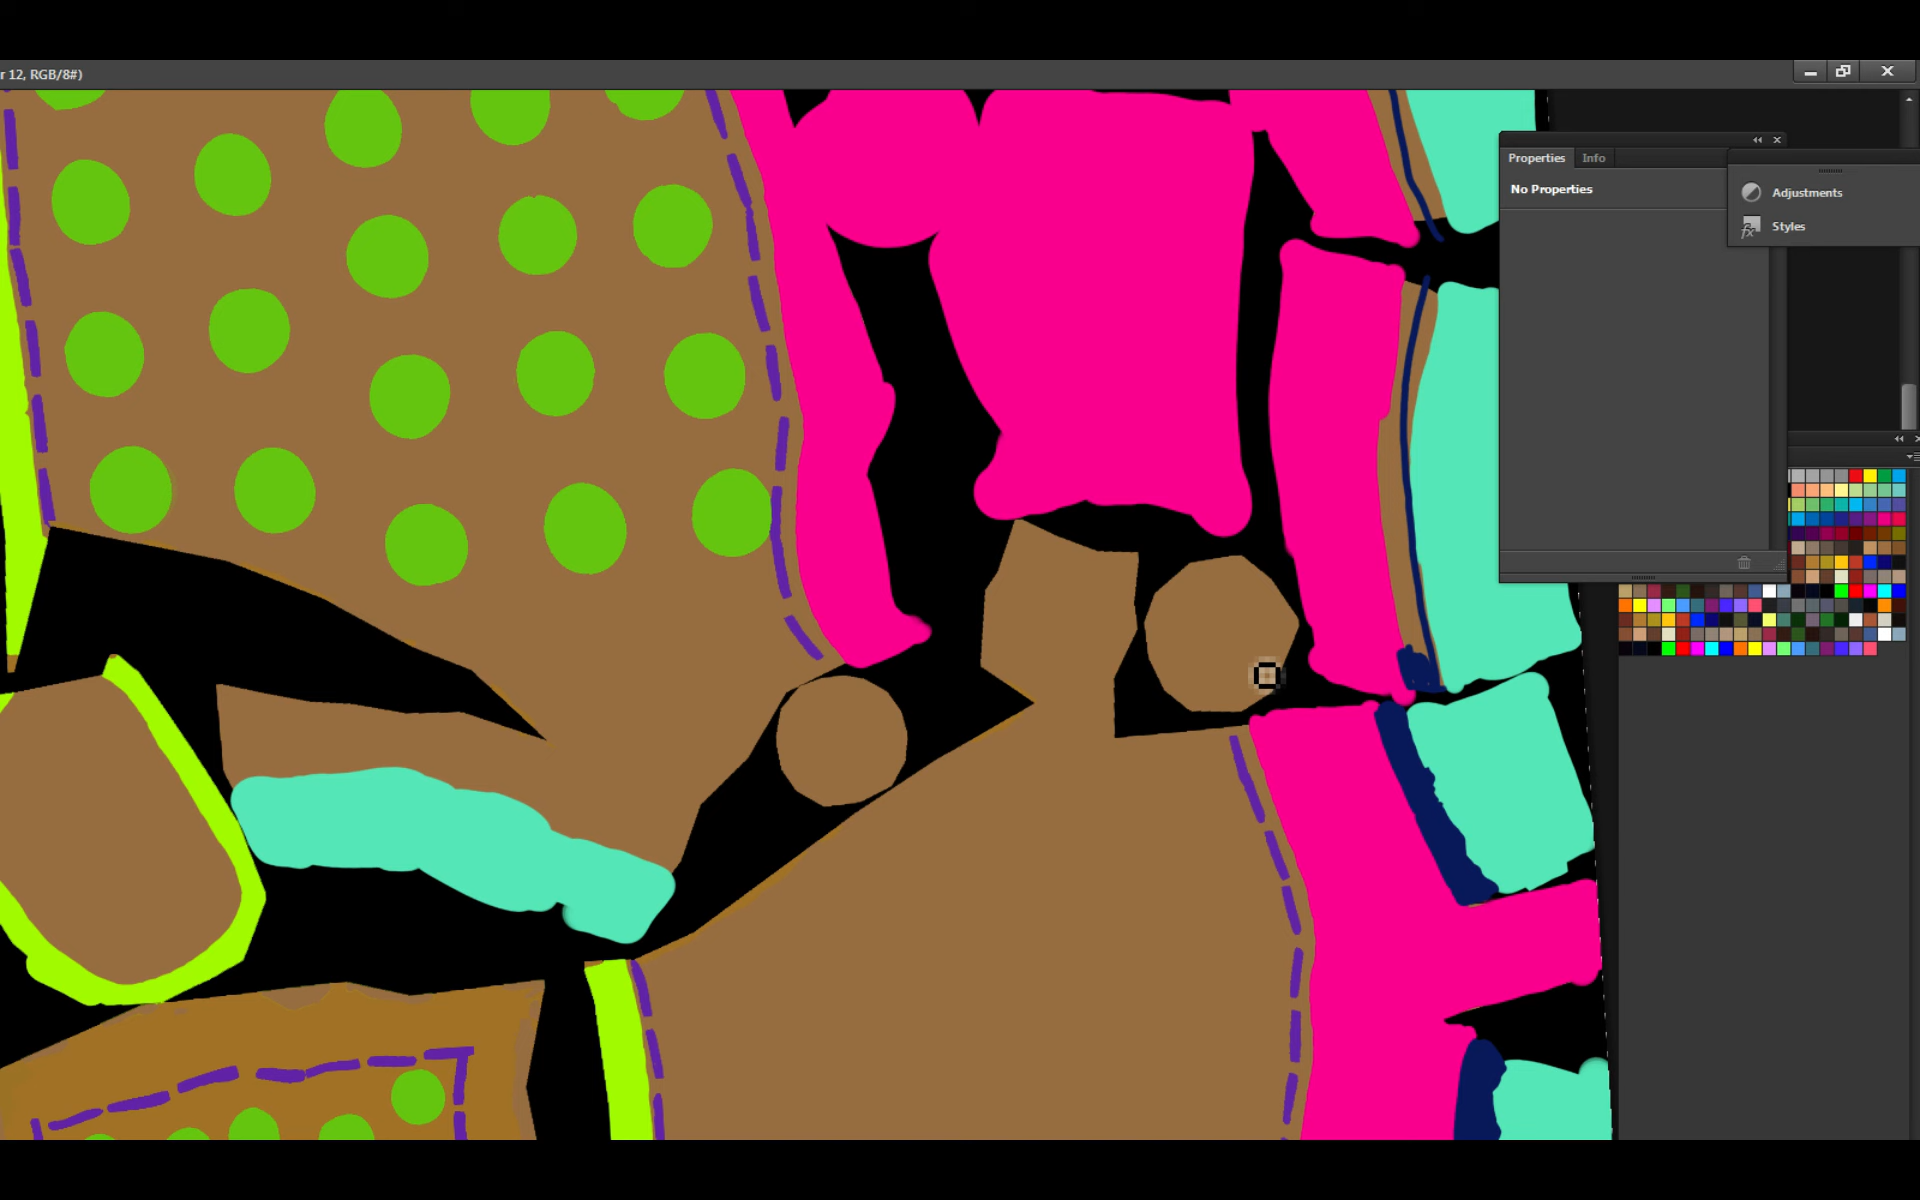 r 12, RGB/8#)
Properties Info
No Properties
Adjustments
Styles